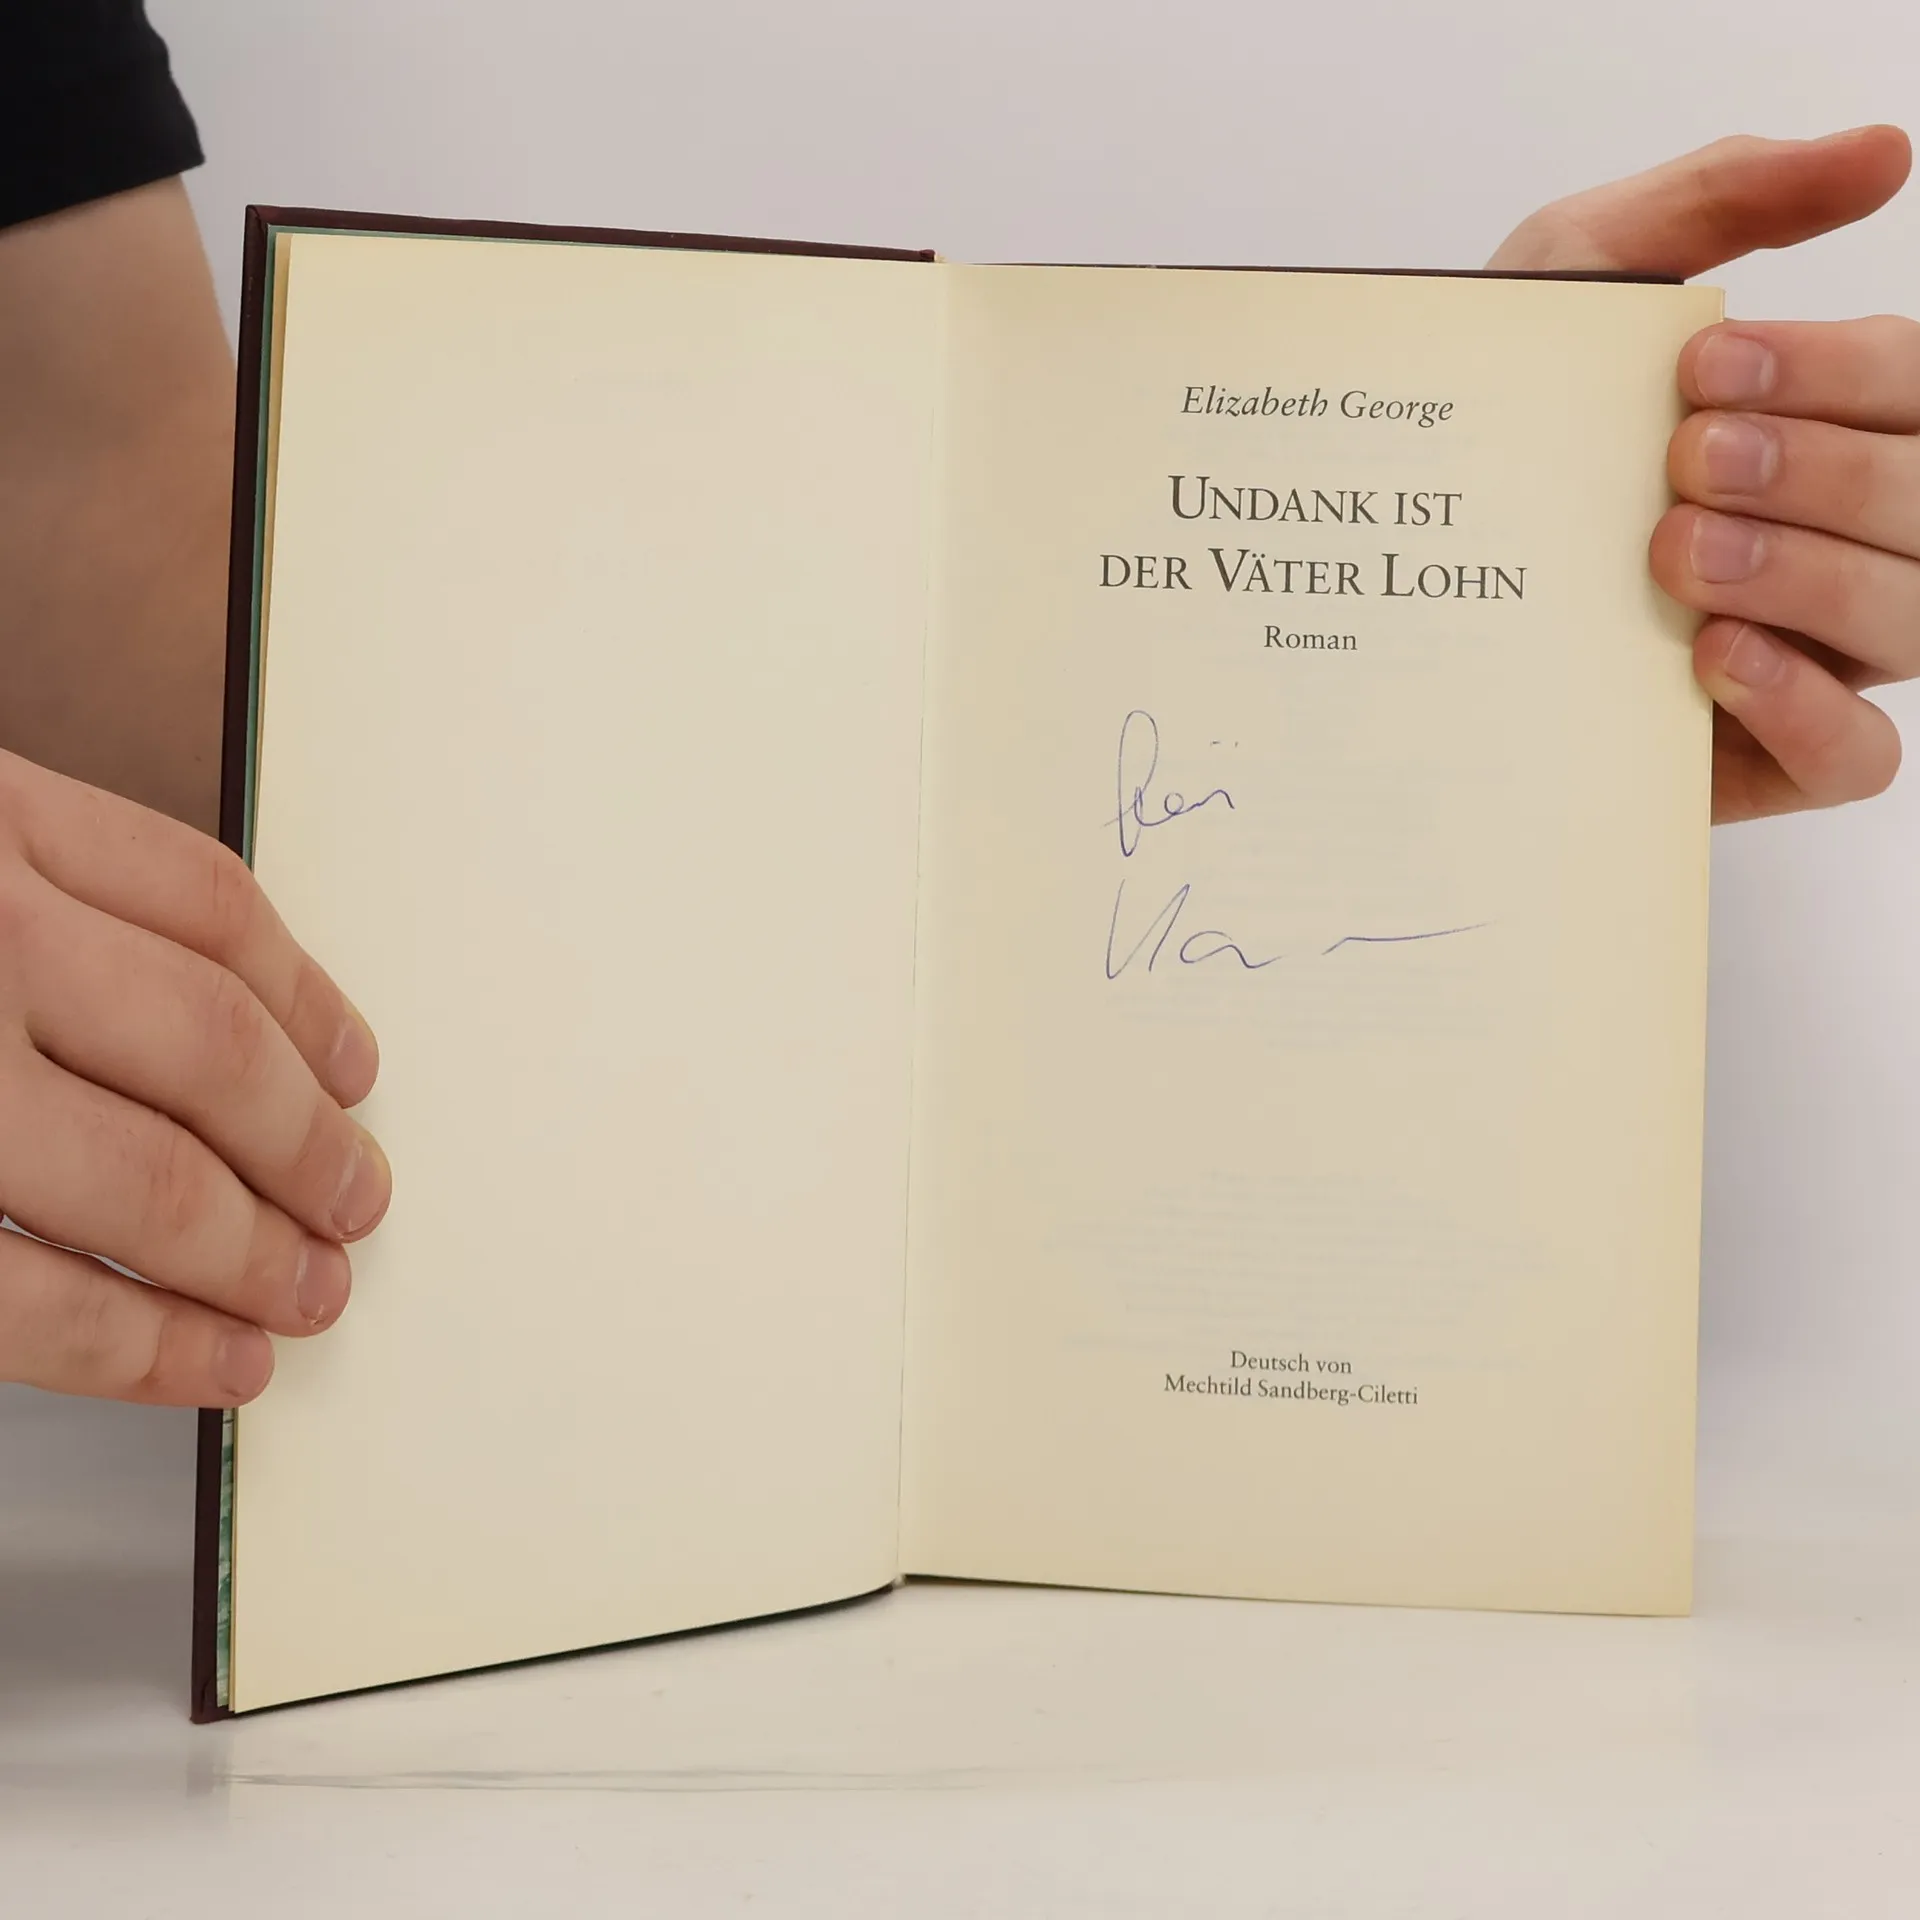 Elizabeth George
UNDANK IST
DER VÄTER LOHN
Roman
Deutsch von
Mechtild Sandberg-Ciletti